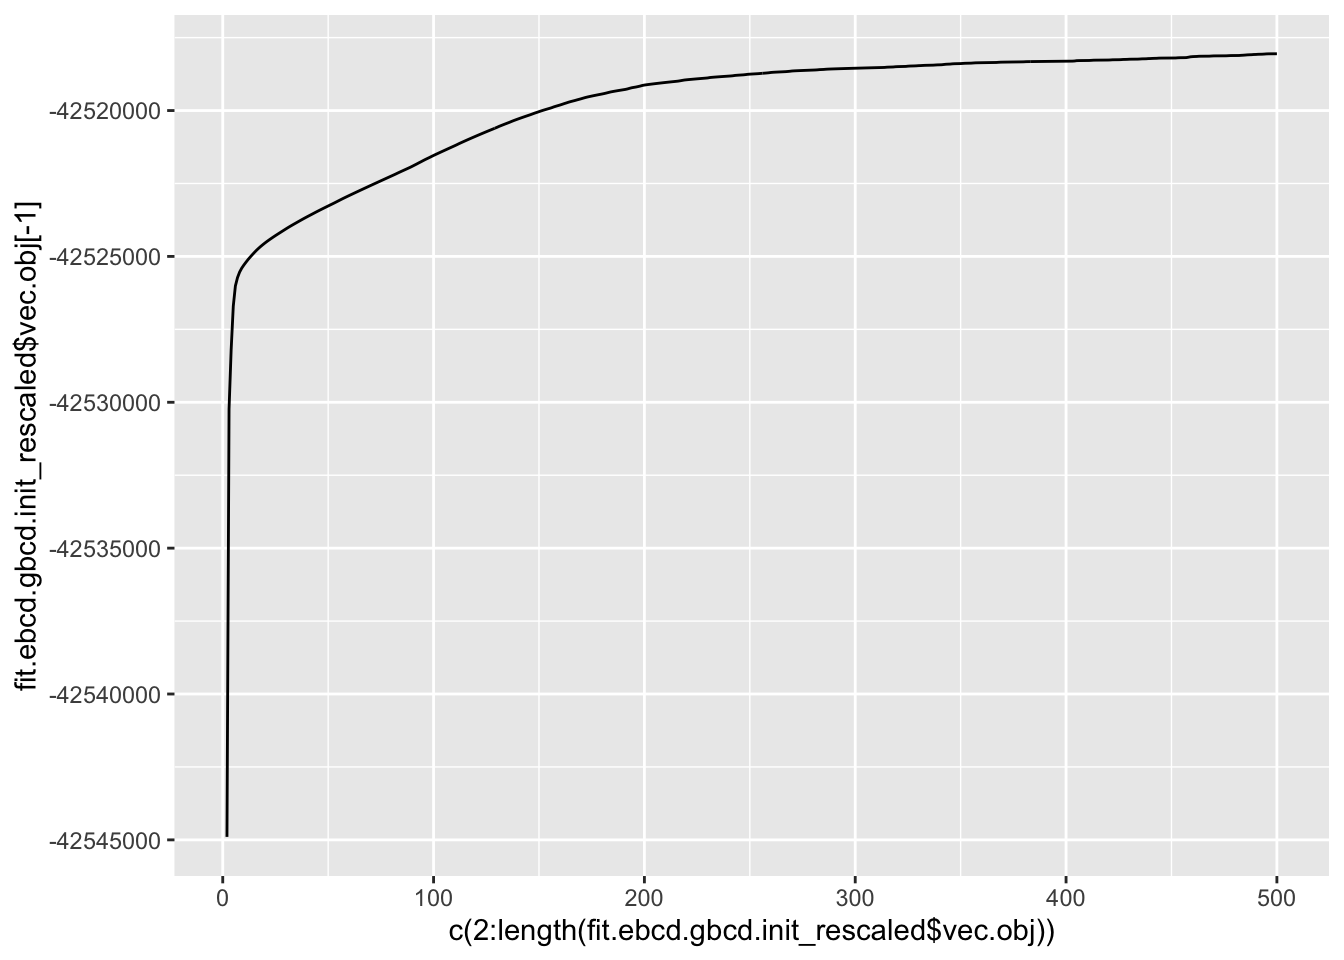 fit.ebcd.gbcd.init_rescaled$vec.obj[-1]
-42520000
-42525000
-42530000
-42535000
-42540000
-42545000
0 100 200 300 400 500
c(2:length(fit.ebcd.gbcd.init_rescaled$vec.obj))